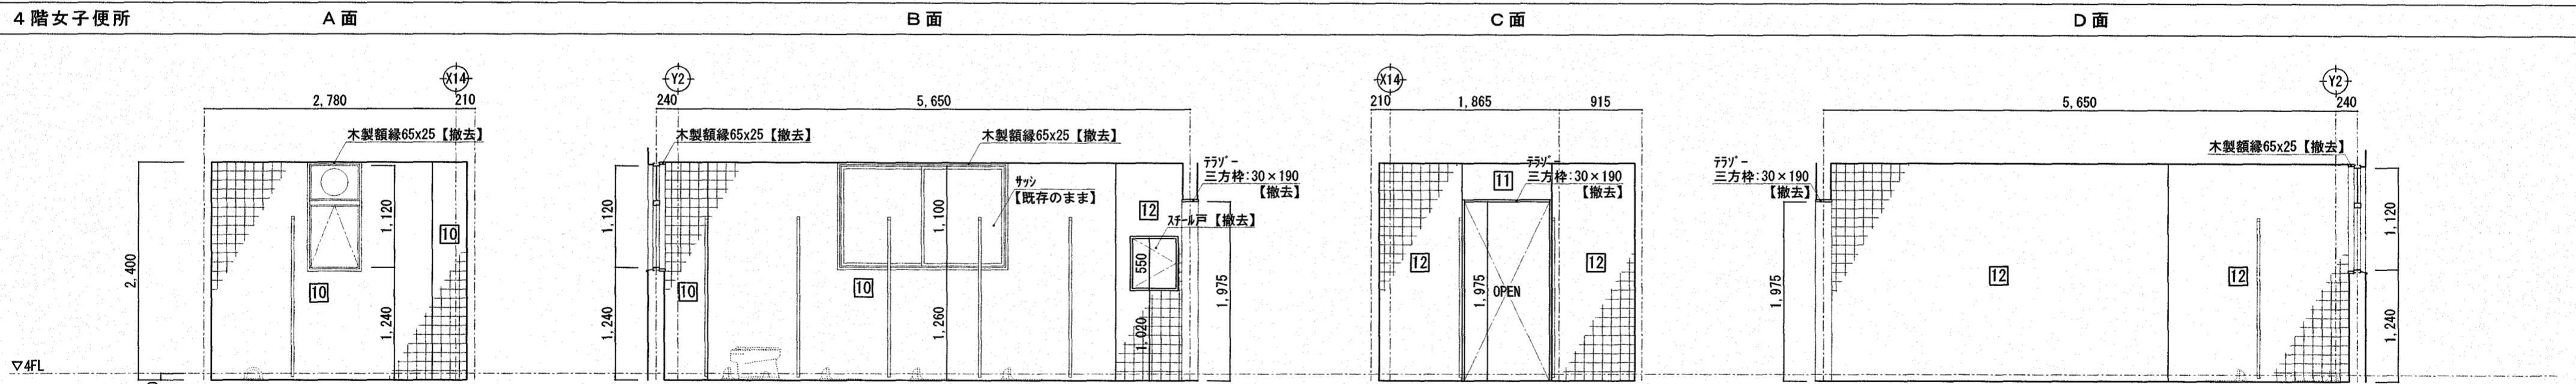 4階女子便所
A面
B面
C面
D面
X14
2,780
210
木製額縁65x25【撤去】
2,400
1,120
1,240
10
10
▽4FL
Y2
240
5,650
木製額縁65x25【撤去】
木製額縁65x25【撤去】
サッシ
【既存のまま】
テラゾー
三方枠:30×190
【撤去】
スチール戸【撤去】
12
1,120
1,240
1,100
1,260
550
1,020
1,975
10
10
X14
210
1,865
915
テラゾー
三方枠:30×190
【撤去】
11
12
12
1,975
OPEN
テラゾー
三方枠:30×190
【撤去】
Y2
5,650
240
木製額縁65x25【撤去】
1,975
12
12
1,120
1,240